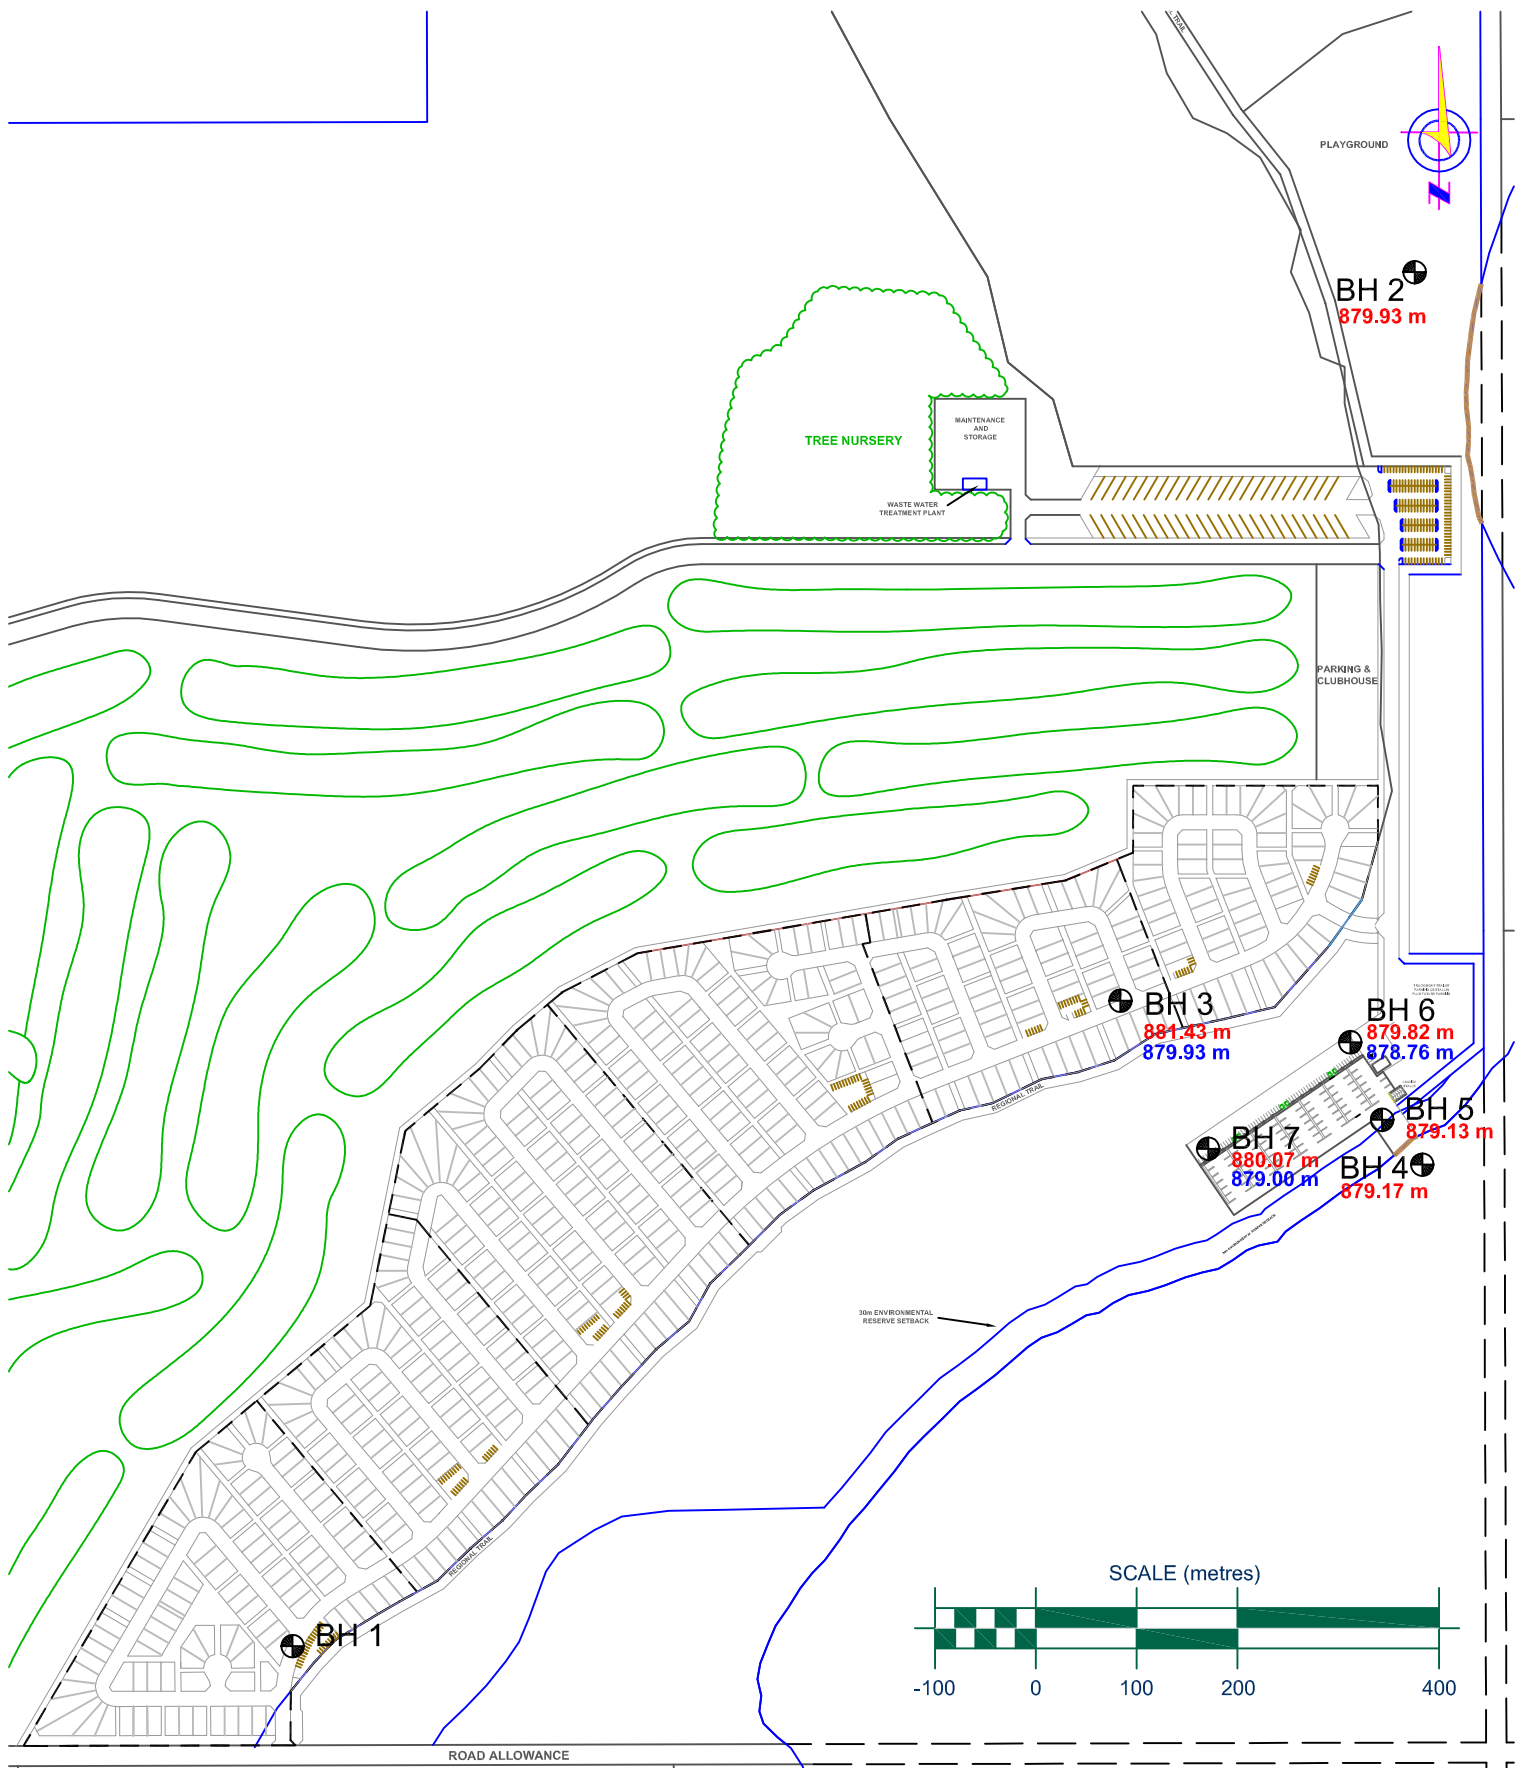 L TRAIL
PLAYGROUND
N
BH 2
879.93 m
TREE NURSERY
MAINTENANCE
AND
STORAGE
WASTE WATER
TREATMENT PLANT
PARKING &
CLUBHOUSE
BH 3
881.43 m
879.93 m
BH 6
879.82 m
878.76 m
REGIONAL TRAIL
BH 5
879.13 m
BH 7
880.07 m
879.00 m
BH 4
879.17 m
30m ENVIRONMENTAL
RESERVE SETBACK
REGIONAL TRAIL
BH 1
SCALE (metres)
-100 0 100 200 400
ROAD ALLOWANCE